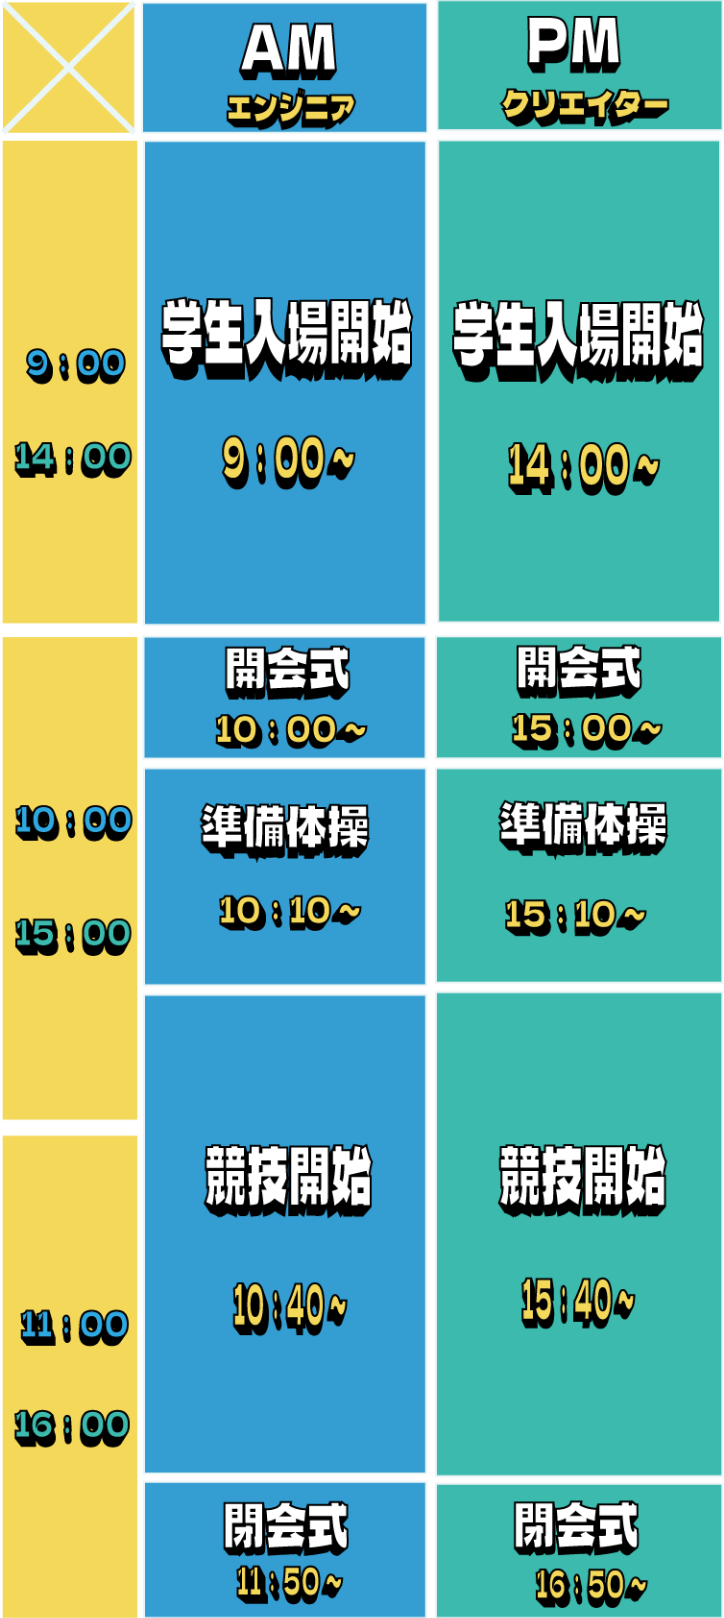 AM
エンジニア
PM
クリエイター
9：00
14：00
学生入場開始
9：00~
学生入場開始
14：00~
10：00
15：00
開会式
10：00~
開会式
15：00~
準備体操
10：10~
準備体操
15：10~
11：00
16：00
競技開始
10：40~
競技開始
15：40~
閉会式
11：50~
閉会式
16：50~